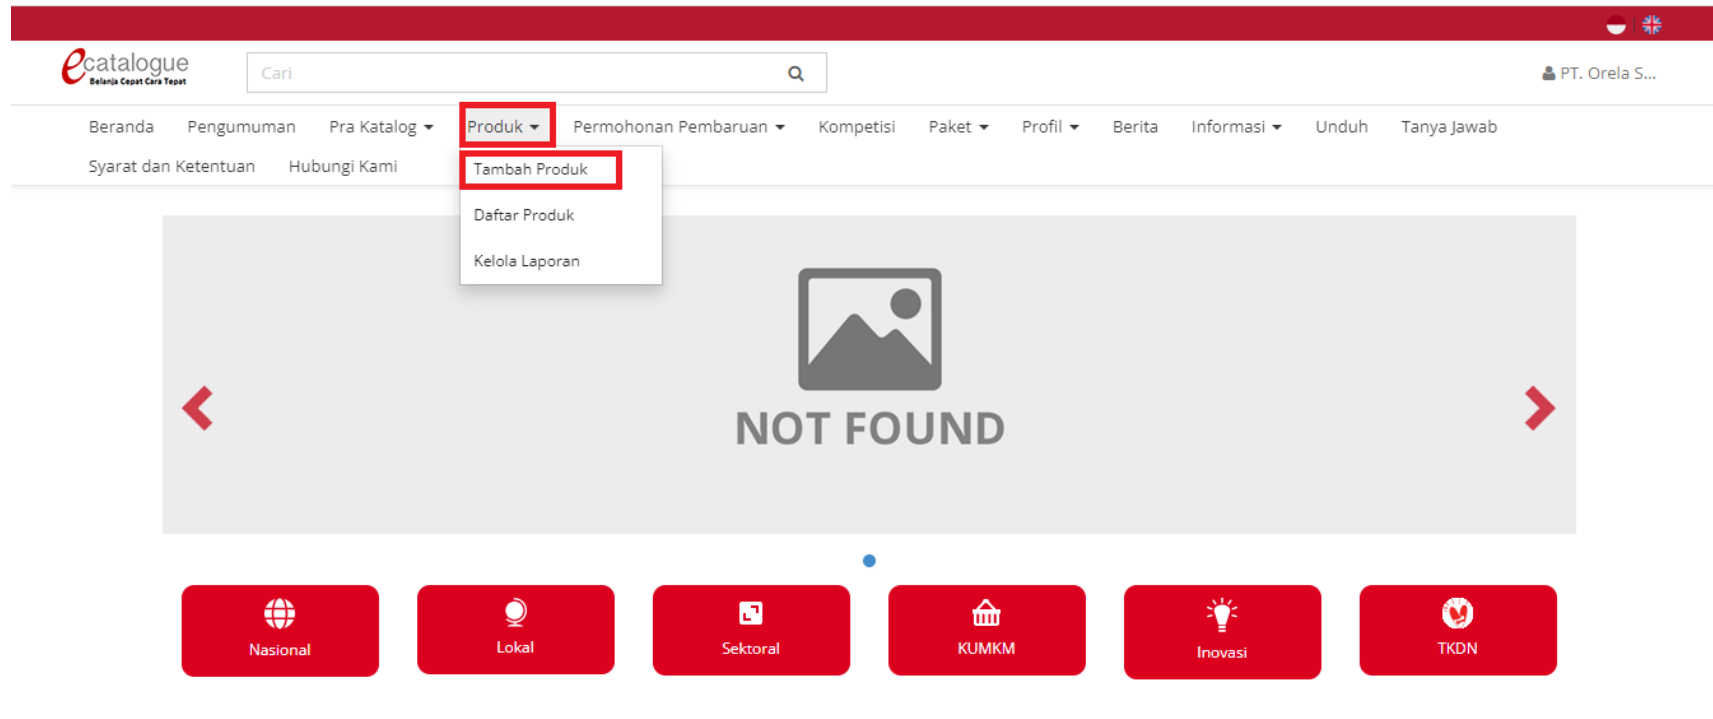 ecatalogue
Belanja Cepat Cara Tepat
Cari
PT. Orela S...
Beranda Pengumuman Pra Katalog Produk Permohonan Pembaruan Kompetisi Paket Profil Berita Informasi Unduh Tanya Jawab
Syarat dan Ketentuan Hubungi Kami
Tambah Produk
Daftar Produk
Kelola Laporan
NOT FOUND
Nasional Lokal Sektoral KUMKM Inovasi TKDN